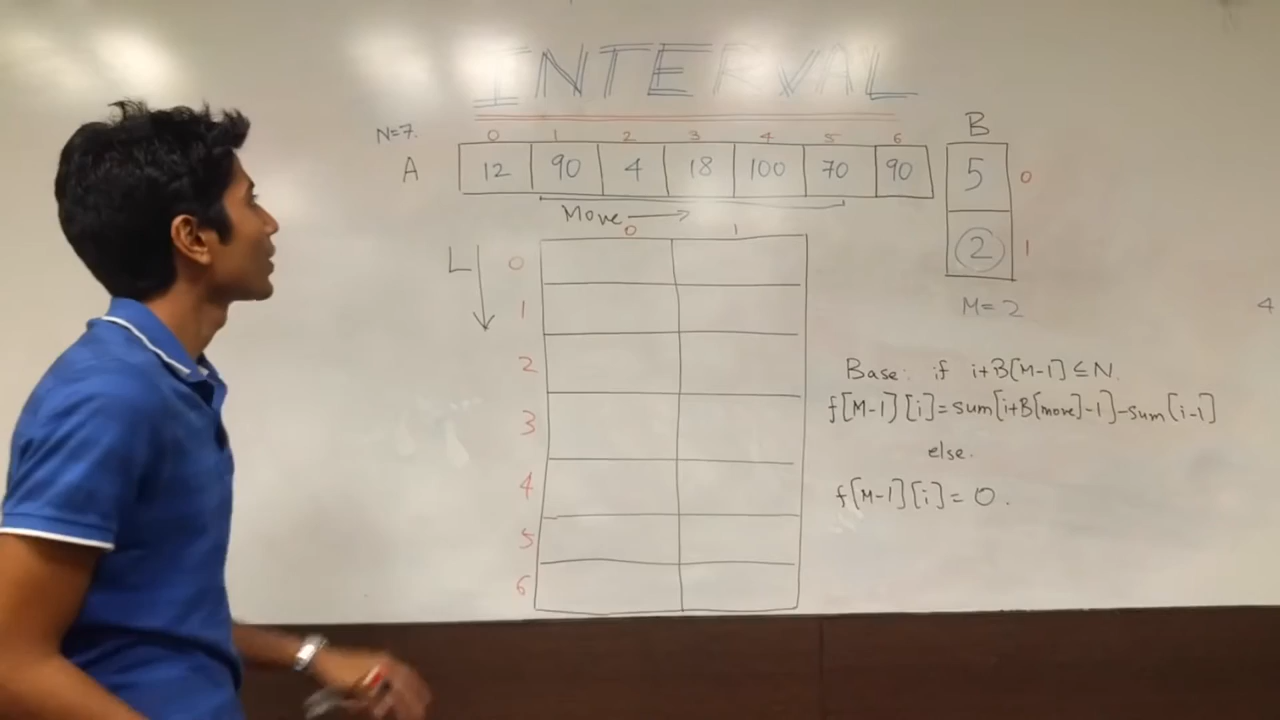 INTERVAL
N=7.
0 1 2 3 4 5 6
A 12 90 4 18 100 70 90
B
5 0
2 1
M=2
Move →
0 1
L
0
1
2
3
4
5
6
4
Base: if i+B[M-1] ≤ N.
f[M-1][i]=sum[i+B[move]-1]-sum[i-1]
else.
f[M-1][i]=0.